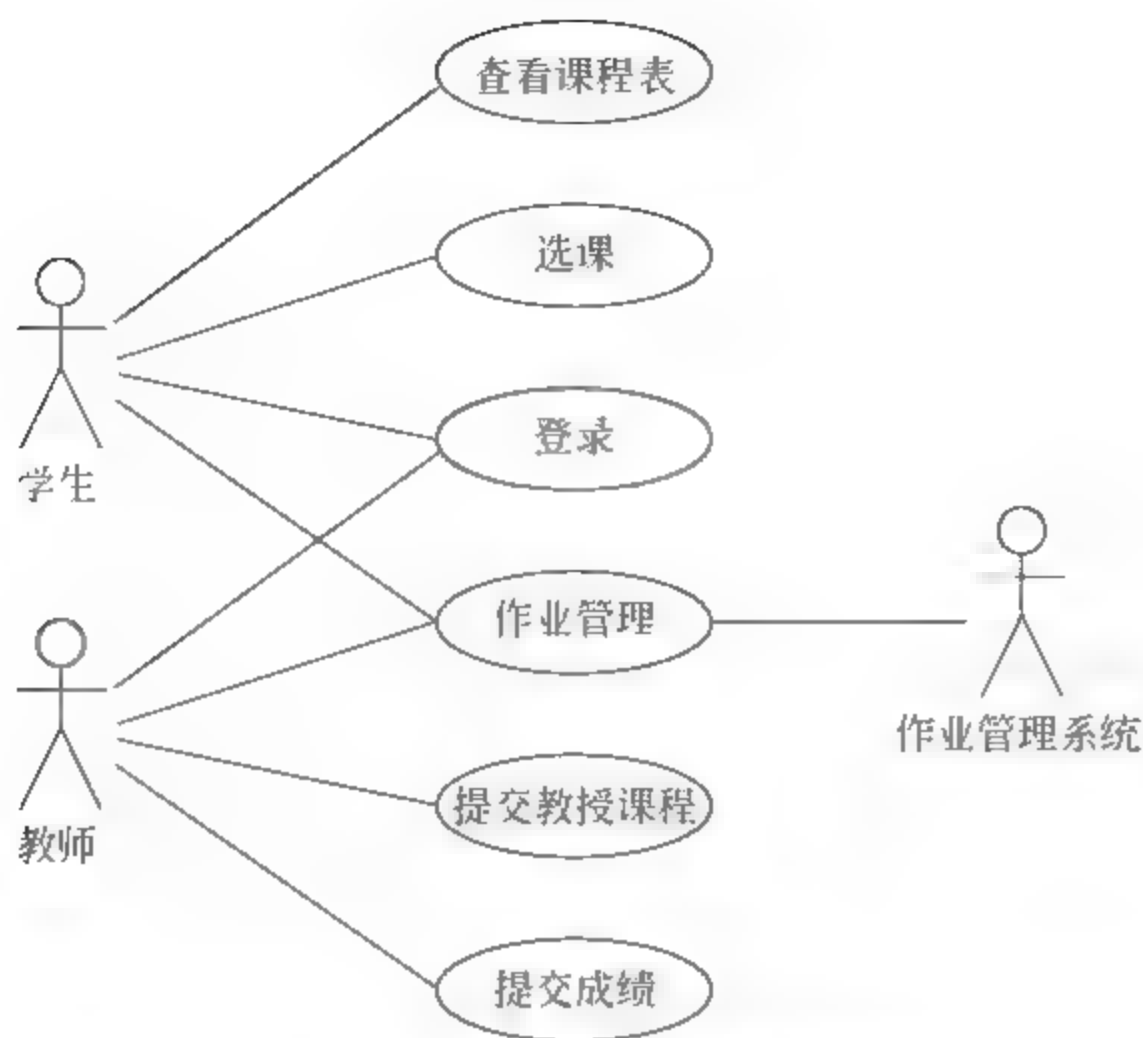 查看课程表
选课
登录
学生
作业管理
作业管理系统
提交教授课程
教师
提交成绩